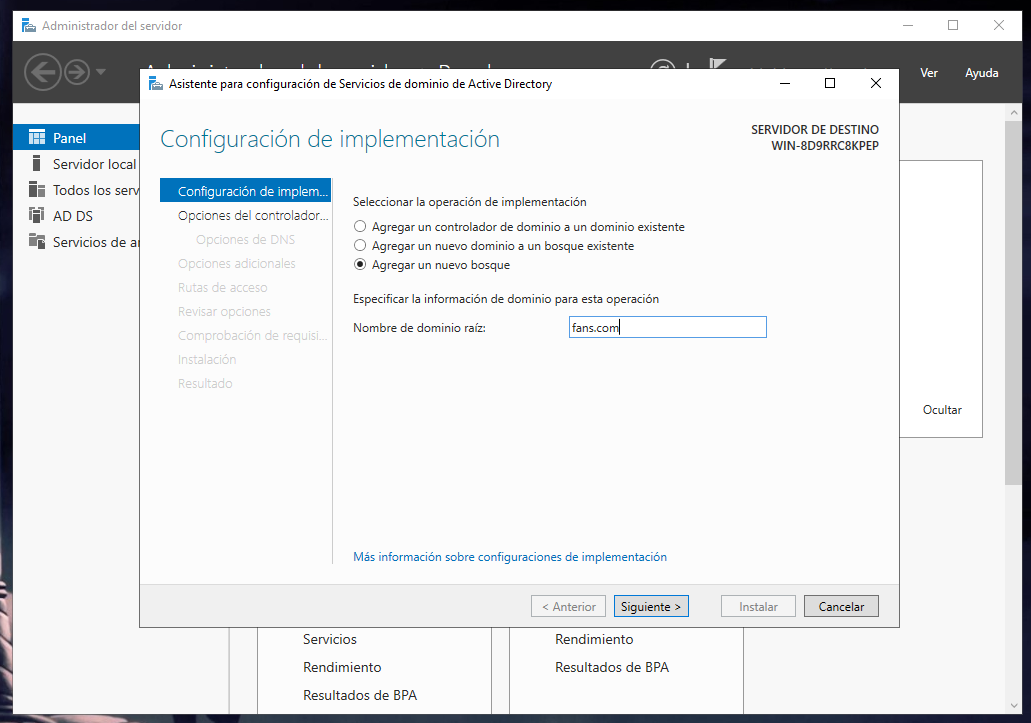 Administrador del servidor
Ver
Ayuda
Panel
Servidor local
Todos los serv
AD DS
Servicios de
Asistente para configuración de Servicios de dominio de Active Directory
Configuración de implementación
SERVIDOR DE DESTINO
WIN-8D9RRC8KPEP
Configuración de implem...
Opciones del controlador...
Opciones de DNS
Opciones adicionales
Rutas de acceso
Revisar opciones
Comprobación de requisi...
Instalación
Resultado
Seleccionar la operación de implementación
Agregar un controlador de dominio a un dominio existente
Agregar un nuevo dominio a un bosque existente
Agregar un nuevo bosque
Especificar la información de dominio para esta operación
Nombre de dominio raíz:
fans.com
Más información sobre configuraciones de implementación
< Anterior
Siguiente >
Instalar
Cancelar
Ocultar
Servicios
Rendimiento
Resultados de BPA
Rendimiento
Resultados de BPA